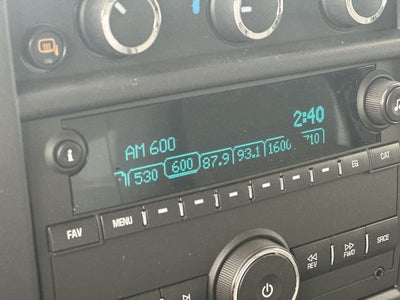 2:40
AM 600
530 600 87.9 93.1 1600 710
i
FAV MENU EQ CAT
REV FWD SRCE